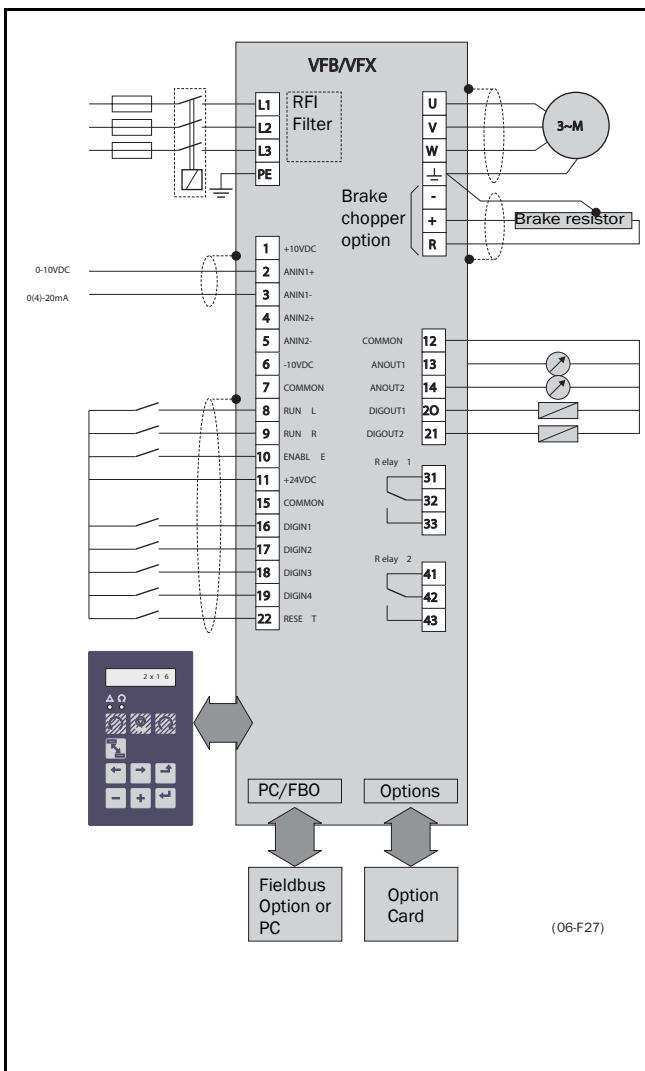 VFB/VFX
L1
L2
L3
PE
RFI
Filter
U
V
W
-
+
R
3~M
Brake
chopper
option
Brake resistor
0-10VDC
0(4)-20mA
1 +10VDC
2 ANIN1+
3 ANIN1-
4 ANIN2+
5 ANIN2-
6 -10VDC
7 COMMON
8 RUN L
9 RUN R
10 ENABL E
11 +24VDC
15 COMMON
16 DIGIN1
17 DIGIN2
18 DIGIN3
19 DIGIN4
22 RESE T
COMMON 12
ANOUT1 13
ANOUT2 14
DIGOUT1 20
DIGOUT2 21
R elay 1
31
32
33
R elay 2
41
42
43
2 x 1 6
- +
PC/FBO
Options
Fieldbus
Option or
PC
Option
Card
(06-F27)